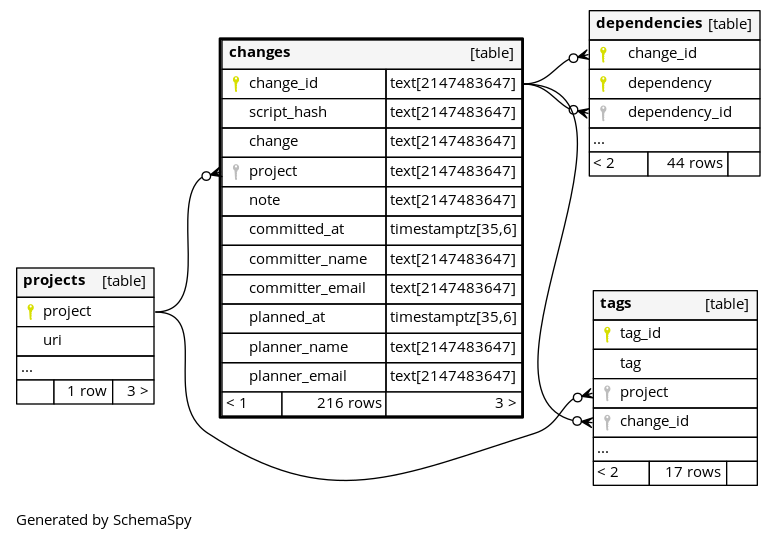 changes [table]
change_id text[2147483647]
script_hash text[2147483647]
change text[2147483647]
project text[2147483647]
note text[2147483647]
committed_at timestamptz[35,6]
committer_name text[2147483647]
committer_email text[2147483647]
planned_at timestamptz[35,6]
planner_name text[2147483647]
planner_email text[2147483647]
< 1 216 rows 3 >
dependencies [table]
change_id
dependency
dependency_id
...
< 2 44 rows
projects [table]
project
uri
...
1 row 3 >
tags [table]
tag_id
tag
project
change_id
...
< 2 17 rows
Generated by SchemaSpy